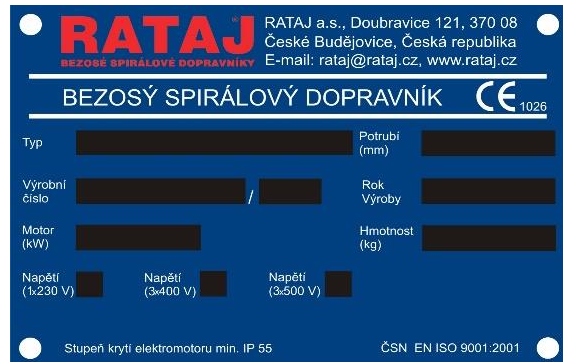 RATAJ
BEZOSÉ SPIRÁLOVÉ DOPRAVNÍKY
RATAJ a.s., Doubravice 121, 370 08
České Budějovice, Česká republika
E-mail: rataj@rataj.cz, www.rataj.cz
BEZOSÝ SPIRÁLOVÝ DOPRAVNÍK CE 1026
Typ
Potrubí
(mm)
Výrobní
číslo
/
Rok
Výroby
Motor
(kW)
Hmotnost
(kg)
Napětí
(1x230 V)
Napětí
(3x400 V)
Napětí
(3x500 V)
Stupeň krytí elektromotoru min. IP 55
ČSN EN ISO 9001:2001